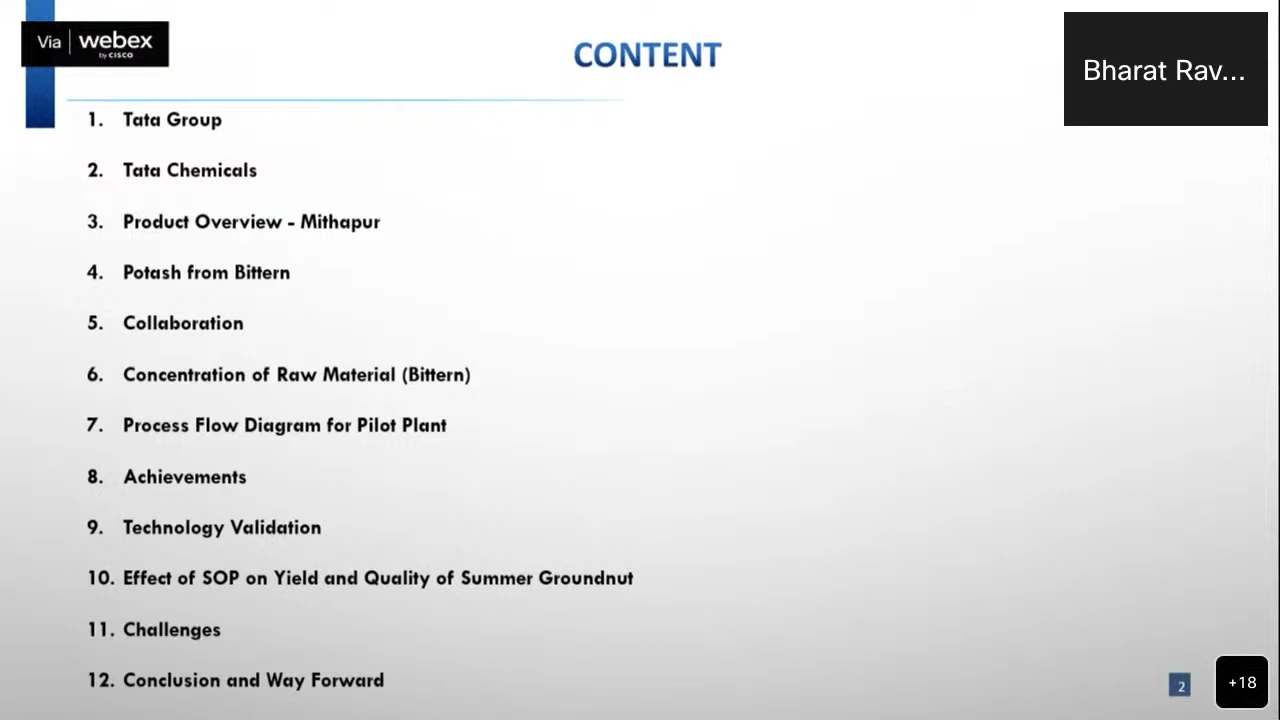 Via webex
by CISCO
CONTENT
Bharat Rav...
1. Tata Group
2. Tata Chemicals
3. Product Overview - Mithapur
4. Potash from Bittern
5. Collaboration
6. Concentration of Raw Material (Bittern)
7. Process Flow Diagram for Pilot Plant
8. Achievements
9. Technology Validation
10. Effect of SOP on Yield and Quality of Summer Groundnut
11. Challenges
12. Conclusion and Way Forward
2
+18